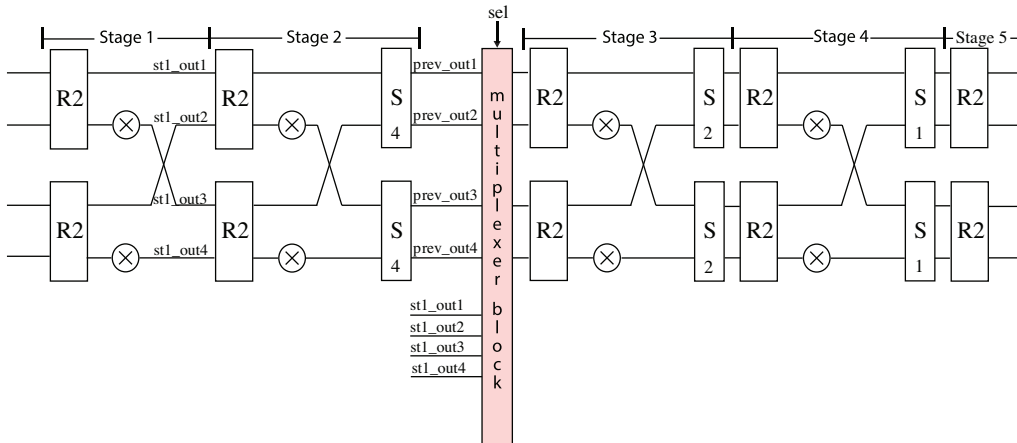 sel
Stage 1 Stage 2 Stage 3 Stage 4 Stage 5
st1_out1 prev_out1
R2 R2 S R2 S R2 S R2
st1_out2 4 prev_out2 2 1
st1_out3 prev_out3
R2 R2 S R2 S R2 S R2
st1_out4 4 prev_out4 2 1
multiplexer block
st1_out1
st1_out2
st1_out3
st1_out4